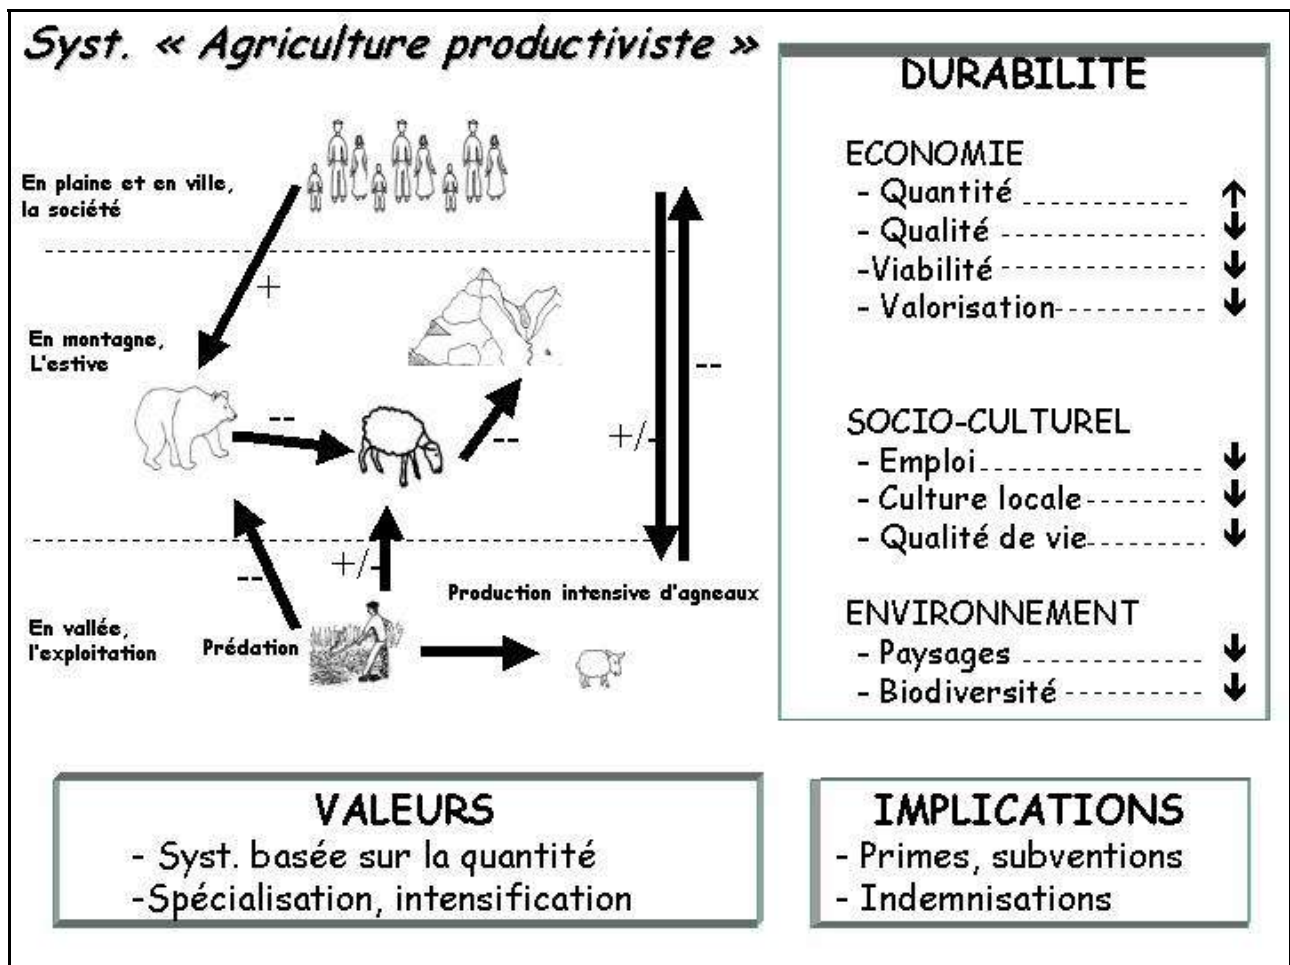 Syst. « Agriculture productiviste »
En plaine et en ville,
la société
+
En montagne,
L'estive
--
--
+/-
--
--
+/-
Production intensive d'agneaux
En vallée,
l'exploitation
Prédation
DURABILITE
ECONOMIE
- Quantité ↑
- Qualité ↓
-Viabilité ↓
- Valorisation ↓
SOCIO-CULTUREL
- Emploi ↓
- Culture locale ↓
- Qualité de vie ↓
ENVIRONNEMENT
- Paysages ↓
- Biodiversité ↓
VALEURS
- Syst. basée sur la quantité
-Spécialisation, intensification
IMPLICATIONS
- Primes, subventions
- Indemnisations